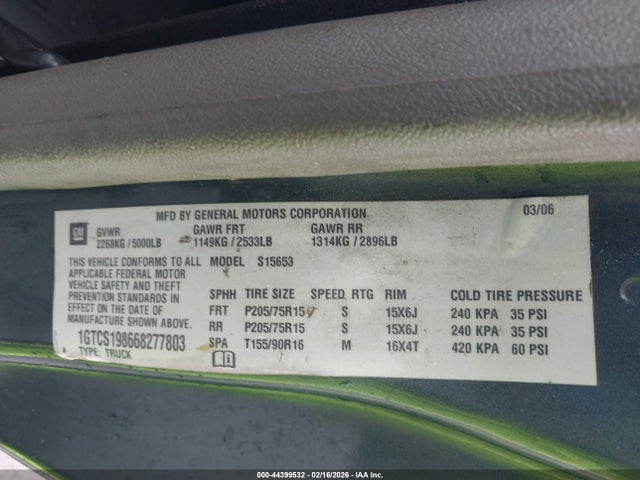 MFD BY GENERAL MOTORS CORPORATION 03/06
GM GVWR GAWR FRT GAWR RR
2268KG / 5000LB 1149KG / 2533LB 1314KG / 2896LB
THIS VEHICLE CONFORMS TO ALL MODEL S15653
APPLICABLE FEDERAL MOTOR
VEHICLE SAFETY AND THEFT
PREVENTION STANDARDS IN
EFFECT ON THE DATE OF
MANUFACTURE SHOWN ABOVE.
1GTCS198668277803
TYPE: TRUCK
SPHH TIRE SIZE SPEED RTG RIM COLD TIRE PRESSURE
FRT P205/75R15 S 15X6J 240 KPA 35 PSI
RR P205/75R15 S 15X6J 240 KPA 35 PSI
SPA T155/90R16 M 16X4T 420 KPA 60 PSI
000-44399532 - 02/16/2026 - IAA Inc.